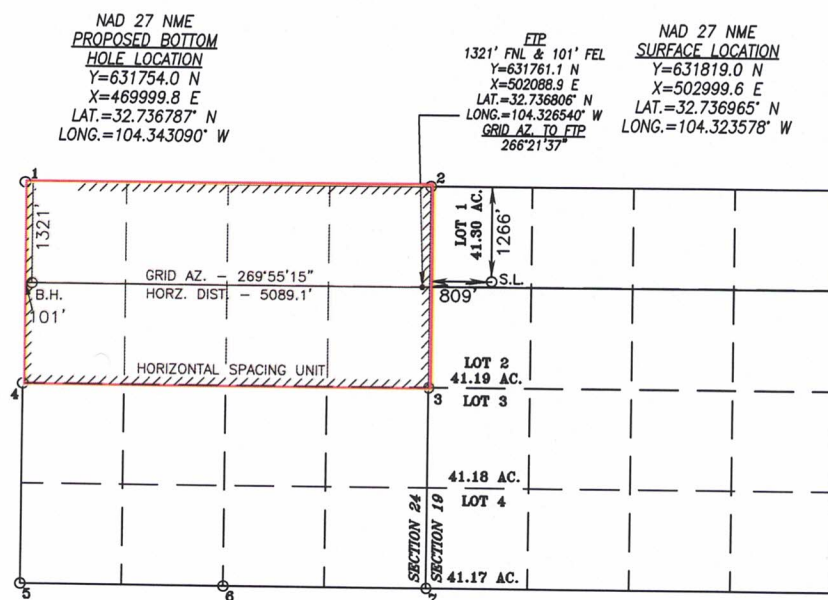 NAD 27 NME
PROPOSED BOTTOM
HOLE LOCATION
Y=631754.0 N
X=469999.8 E
LAT.=32.736787° N
LONG.=104.343090° W
FTP
1321' FNL & 101' FEL
Y=631761.1 N
X=502088.9 E
LAT.=32.736806° N
LONG.=104.326540° W
GRID AZ. TO FTP
266°21'37"
NAD 27 NME
SURFACE LOCATION
Y=631819.0 N
X=502999.6 E
LAT.=32.736965° N
LONG.=104.323578° W
1
2
1321'
LOT 1
41.30 AC.
1266'
GRID AZ. - 269°55'15"
HORZ. DIST. - 5089.1'
S.L.
B.H.
101'
809'
HORIZONTAL SPACING UNIT
LOT 2
41.19 AC.
4
3
LOT 3
41.18 AC.
LOT 4
SECTION 24
SECTION 19
41.17 AC.
5
6
7